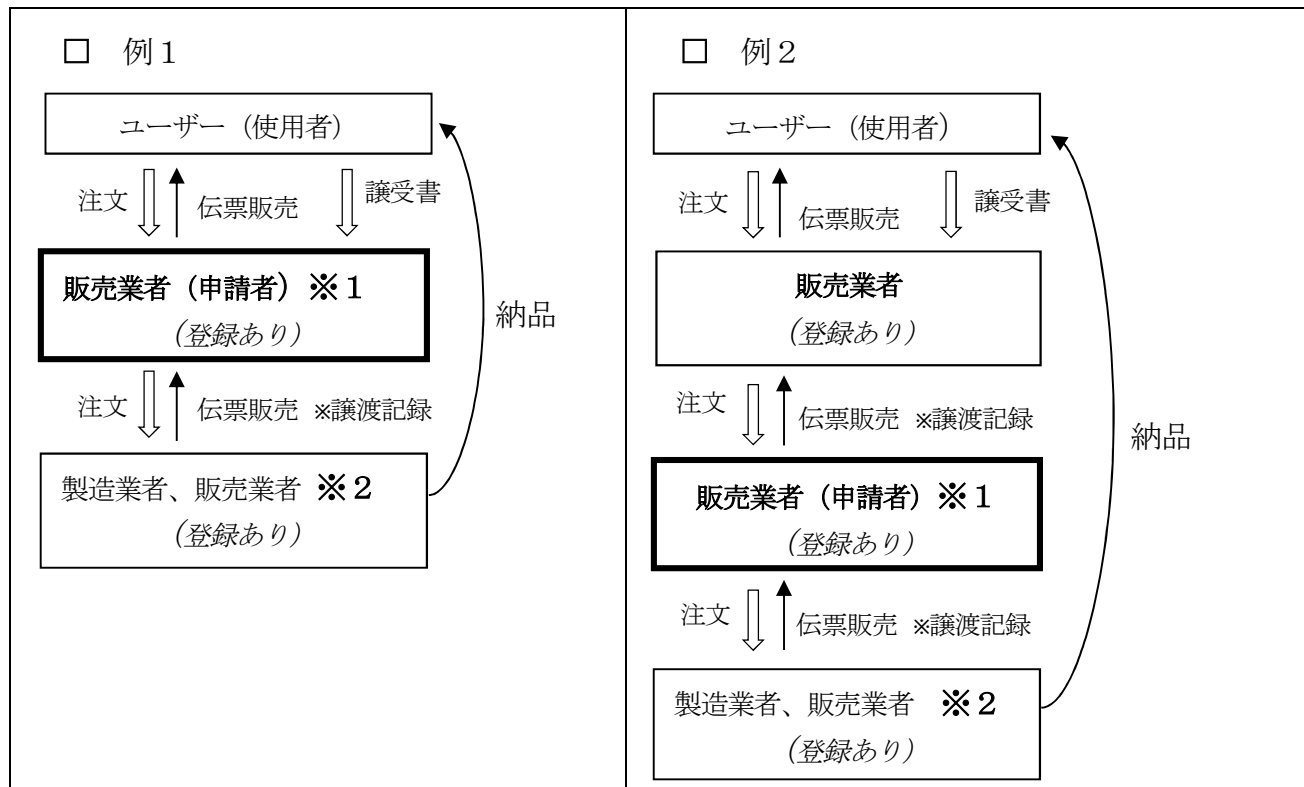 □ 例1
ユーザー（使用者）
注文
伝票販売
譲受書
販売業者（申請者）※1
（登録あり）
納品
注文
伝票販売 ※譲渡記録
製造業者、販売業者 ※2
（登録あり）
□ 例2
ユーザー（使用者）
注文
伝票販売
譲受書
販売業者
（登録あり）
注文
伝票販売 ※譲渡記録
納品
販売業者（申請者）※1
（登録あり）
注文
伝票販売 ※譲渡記録
製造業者、販売業者 ※2
（登録あり）